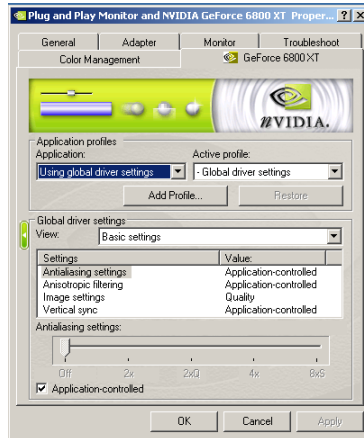 Plug and Play Monitor and NVIDIA GeForce 6800 XT Proper...
General Adapter Monitor Troubleshoot
Color Management GeForce 6800 XT
NVIDIA.
Application profiles
Application: Active profile:
Using global driver settings - Global driver settings
Add Profile... Restore
Global driver settings
View: Basic settings
Settings Value:
Antialiasing settings Application-controlled
Anisotropic filtering Application-controlled
Image settings Quality
Vertical sync Application-controlled
Antialiasing settings:
Off 2x 2xQ 4x 8xS
Application-controlled
OK Cancel Apply